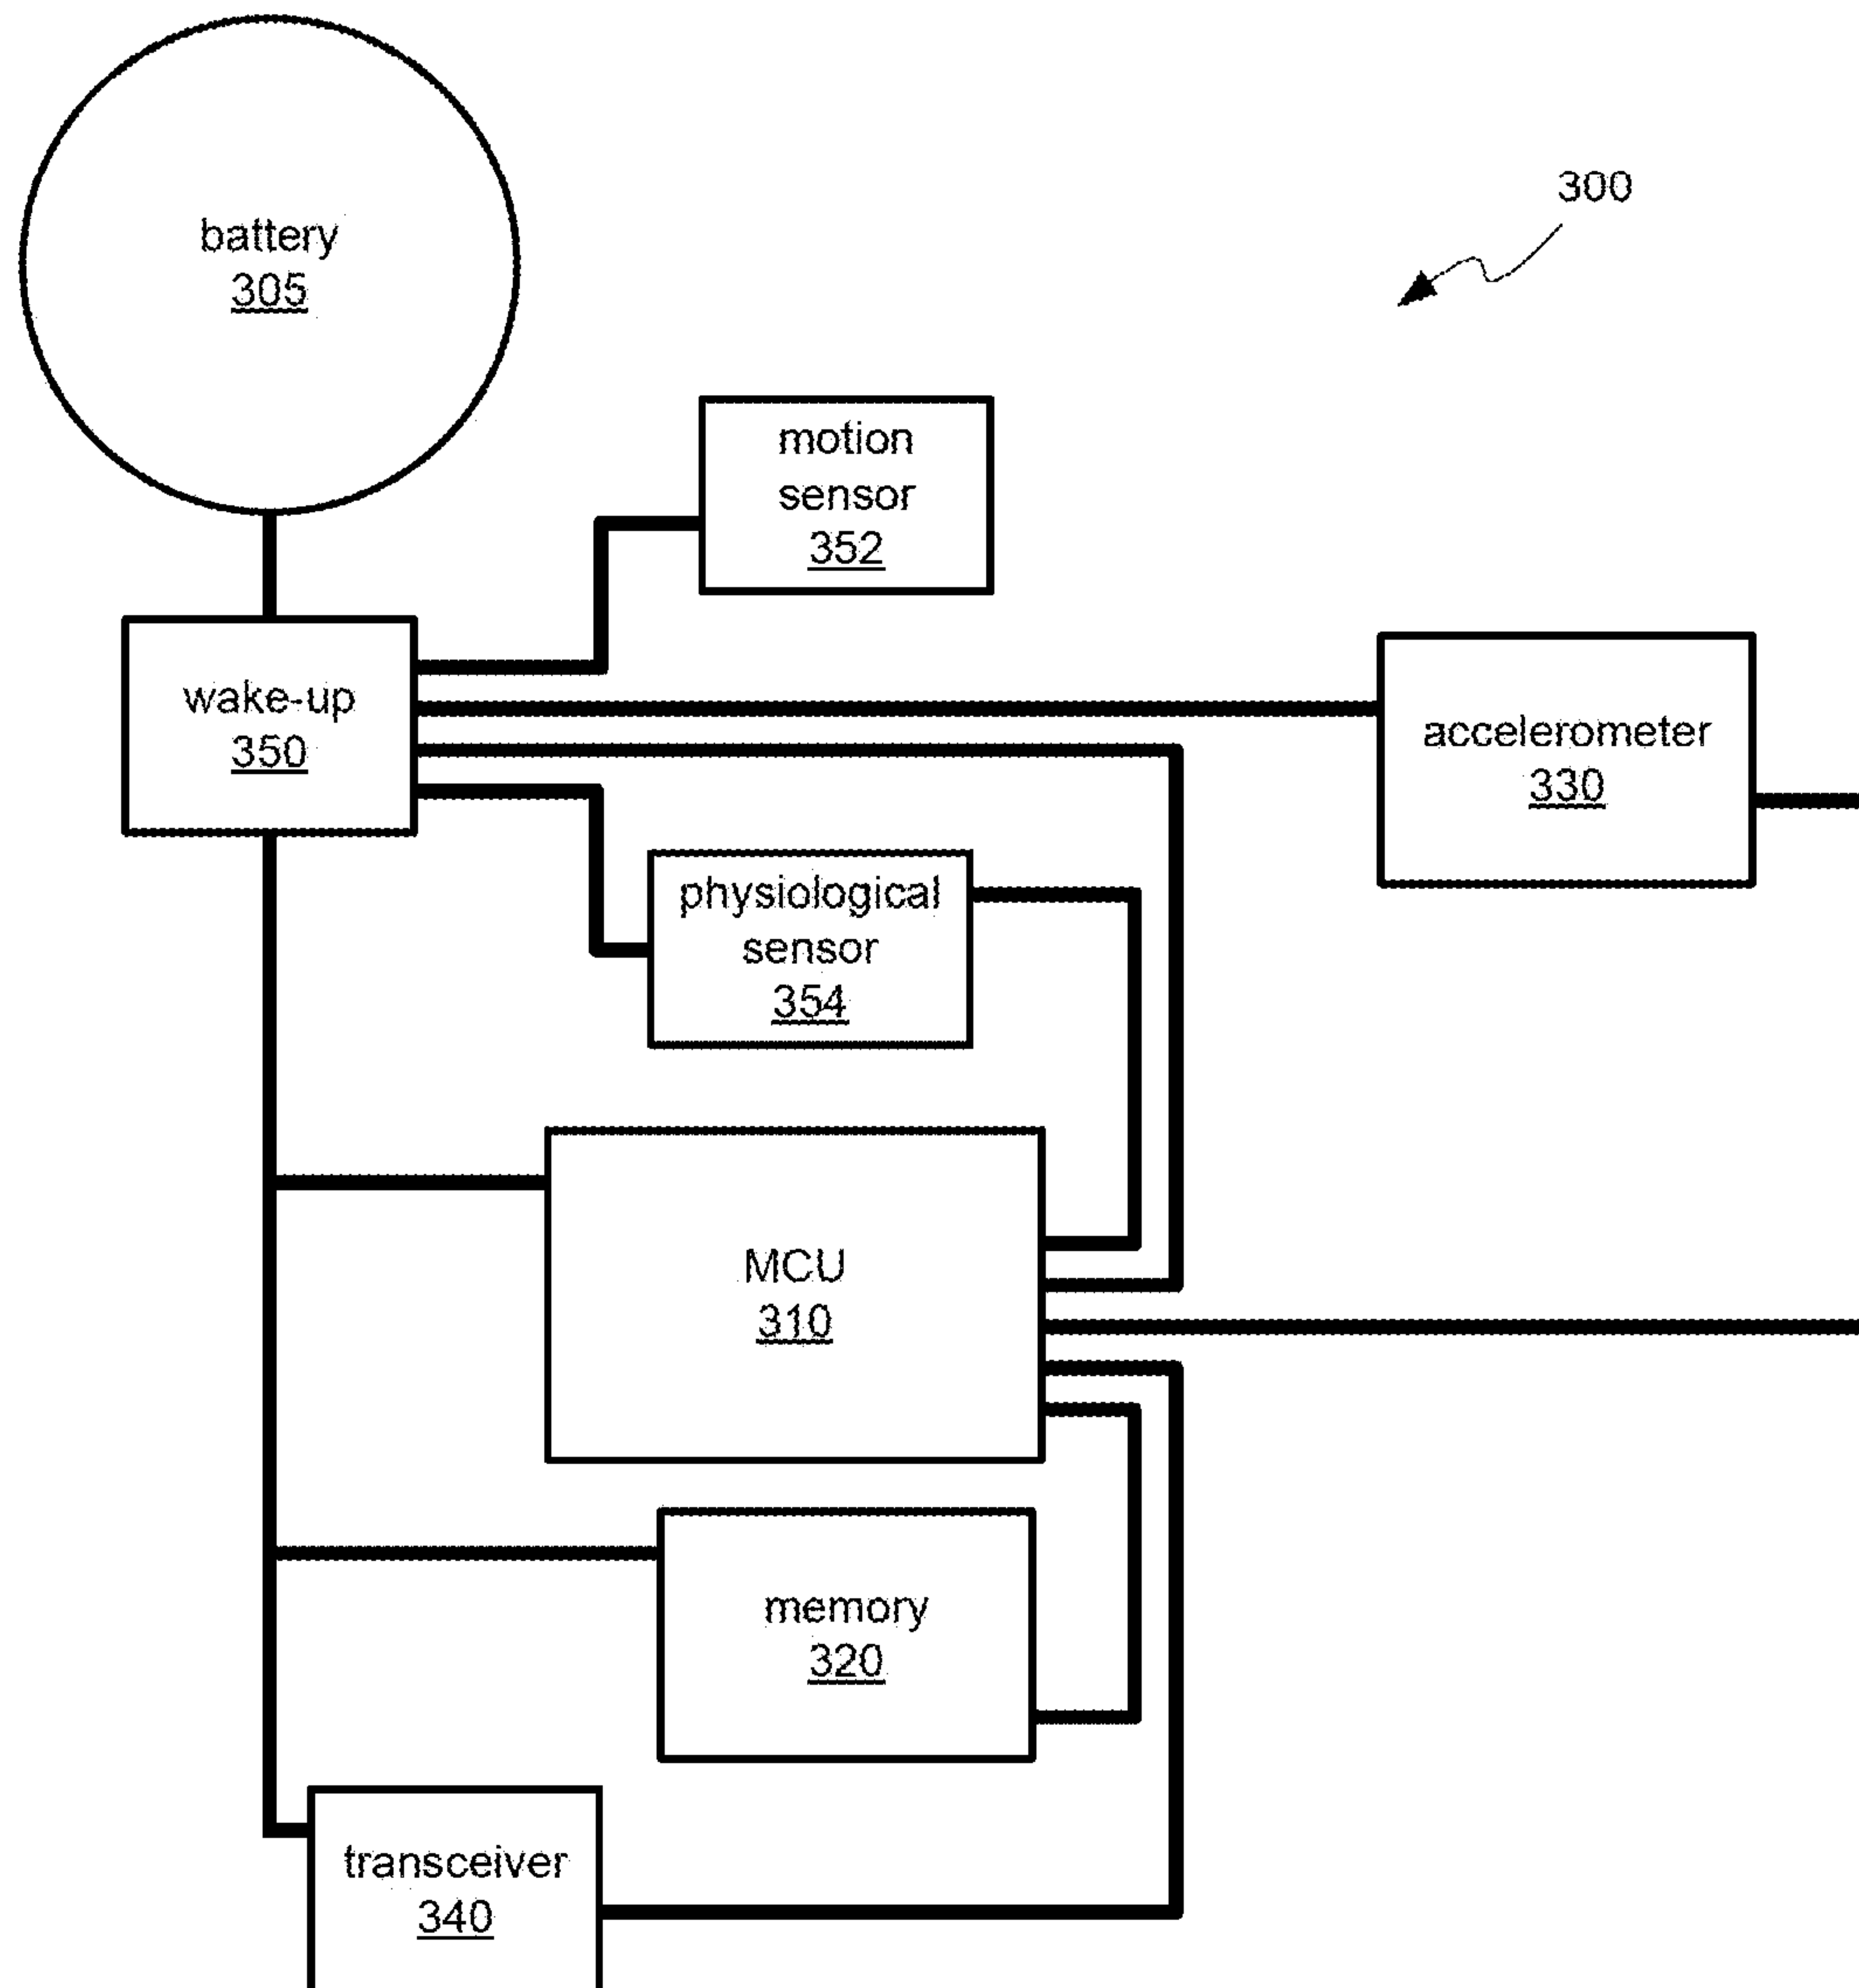 300
battery
305
motion
sensor
352
wake-up
350
accelerometer
330
physiological
sensor
354
MCU
310
memory
320
transceiver
340